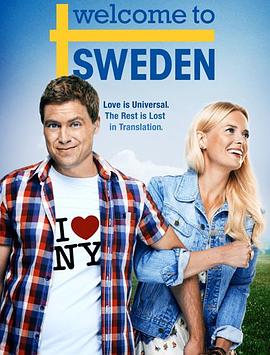 welcome to
SWEDEN
Love is Universal.
The Rest is Lost
in Translation.
I ♥
NY